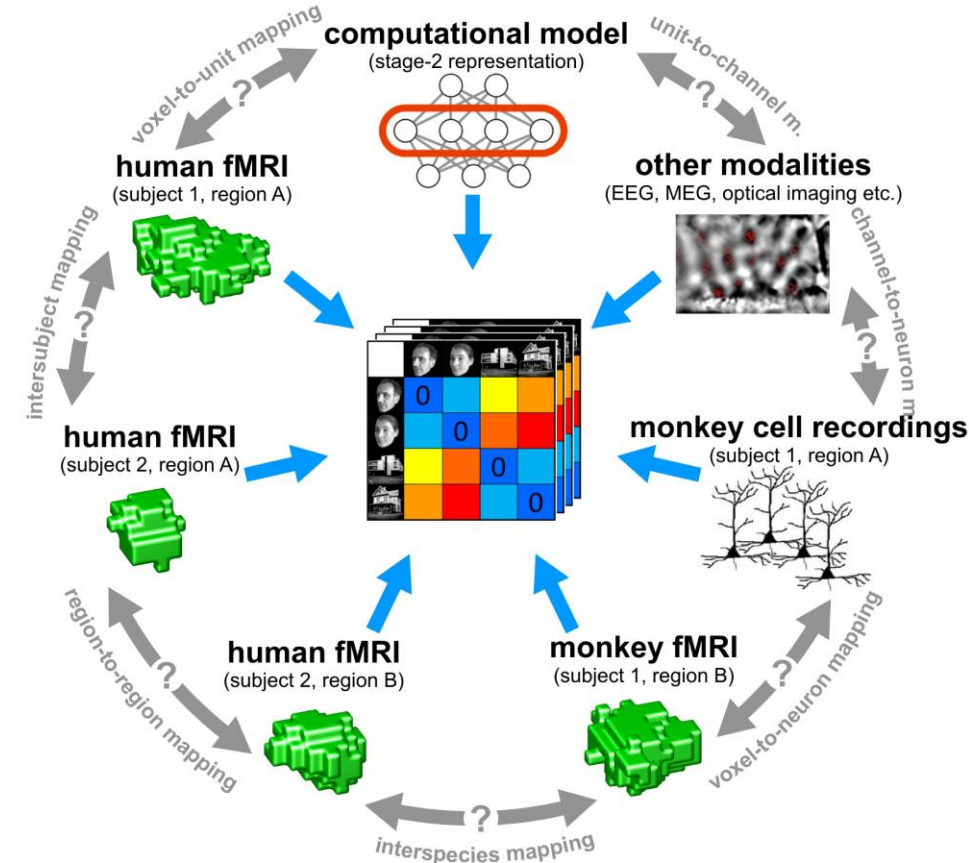 computational model
(stage-2 representation)
voxel-to-unit mapping
?
unit-to-channel m.
?
human fMRI
(subject 1, region A)
other modalities
(EEG, MEG, optical imaging etc.)
intersubject mapping
?
channel-to-neuron m.
?
0
0
0
0
human fMRI
(subject 2, region A)
monkey cell recordings
(subject 1, region A)
region-to-region mapping
?
human fMRI
(subject 2, region B)
monkey fMRI
(subject 1, region B)
voxel-to-neuron mapping
?
?
interspecies mapping